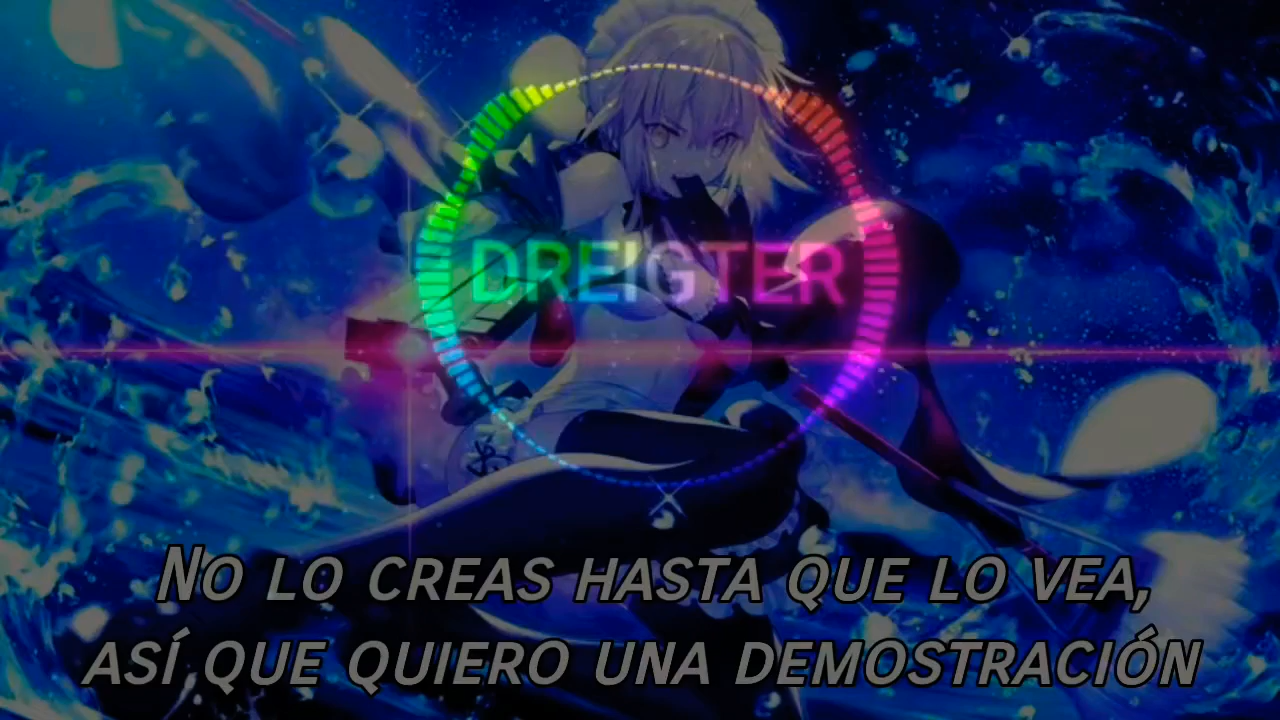 DREIGTER
No lo creas hasta que lo vea,
así que quiero una demostración